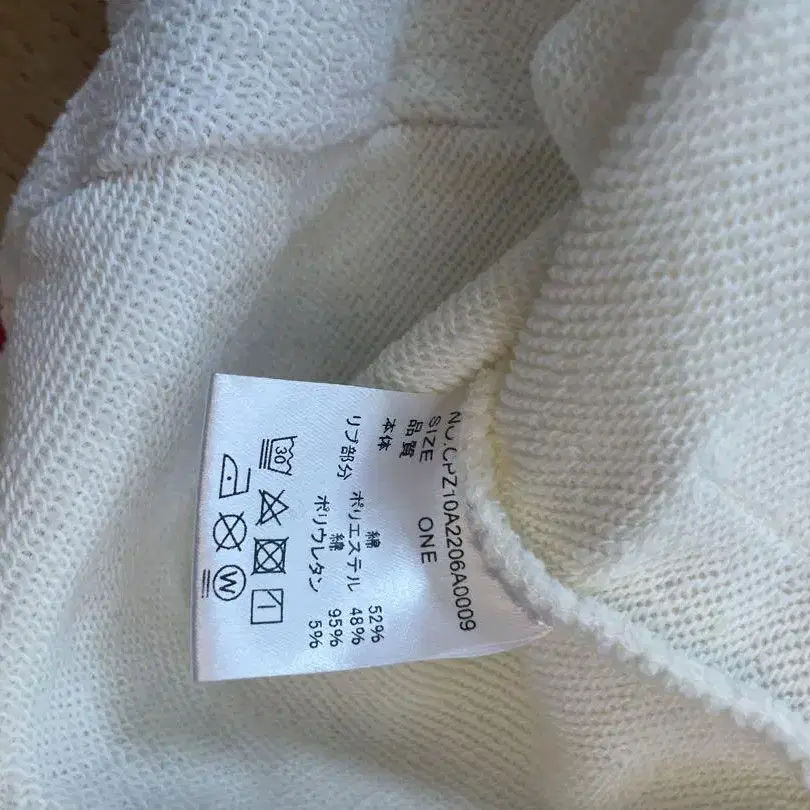 NO.CPZ10A2206A0009
SIZE ONE
品質
本体 綿 52%
ポリエステル 48%
リブ部分 綿 95%
ポリウレタン 5%
30
W